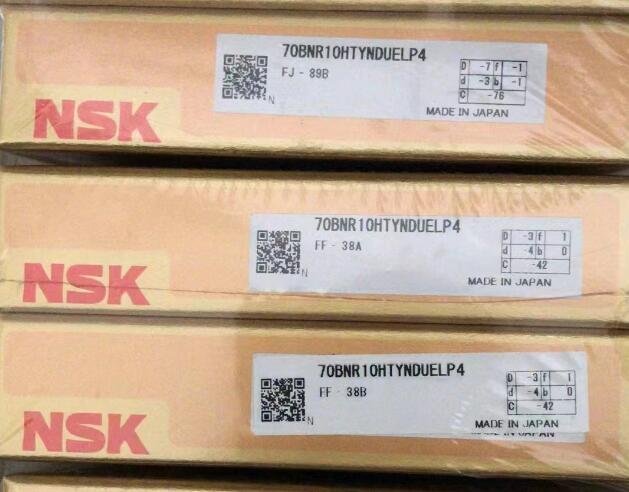 70BNR10HTYNDUELP4
FJ - 89B
D -7 f -1
d -3 b -1
C -76
N
MADE IN JAPAN
NSK
70BNR10HTYNDUELP4
FF - 38A
D -3 f 1
d -4 b 0
C -42
N
MADE IN JAPAN
NSK
70BNR10HTYNDUELP4
FF - 38B
D -3 f 1
d -4 b 0
C -42
N
MADE IN JAPAN
NSK